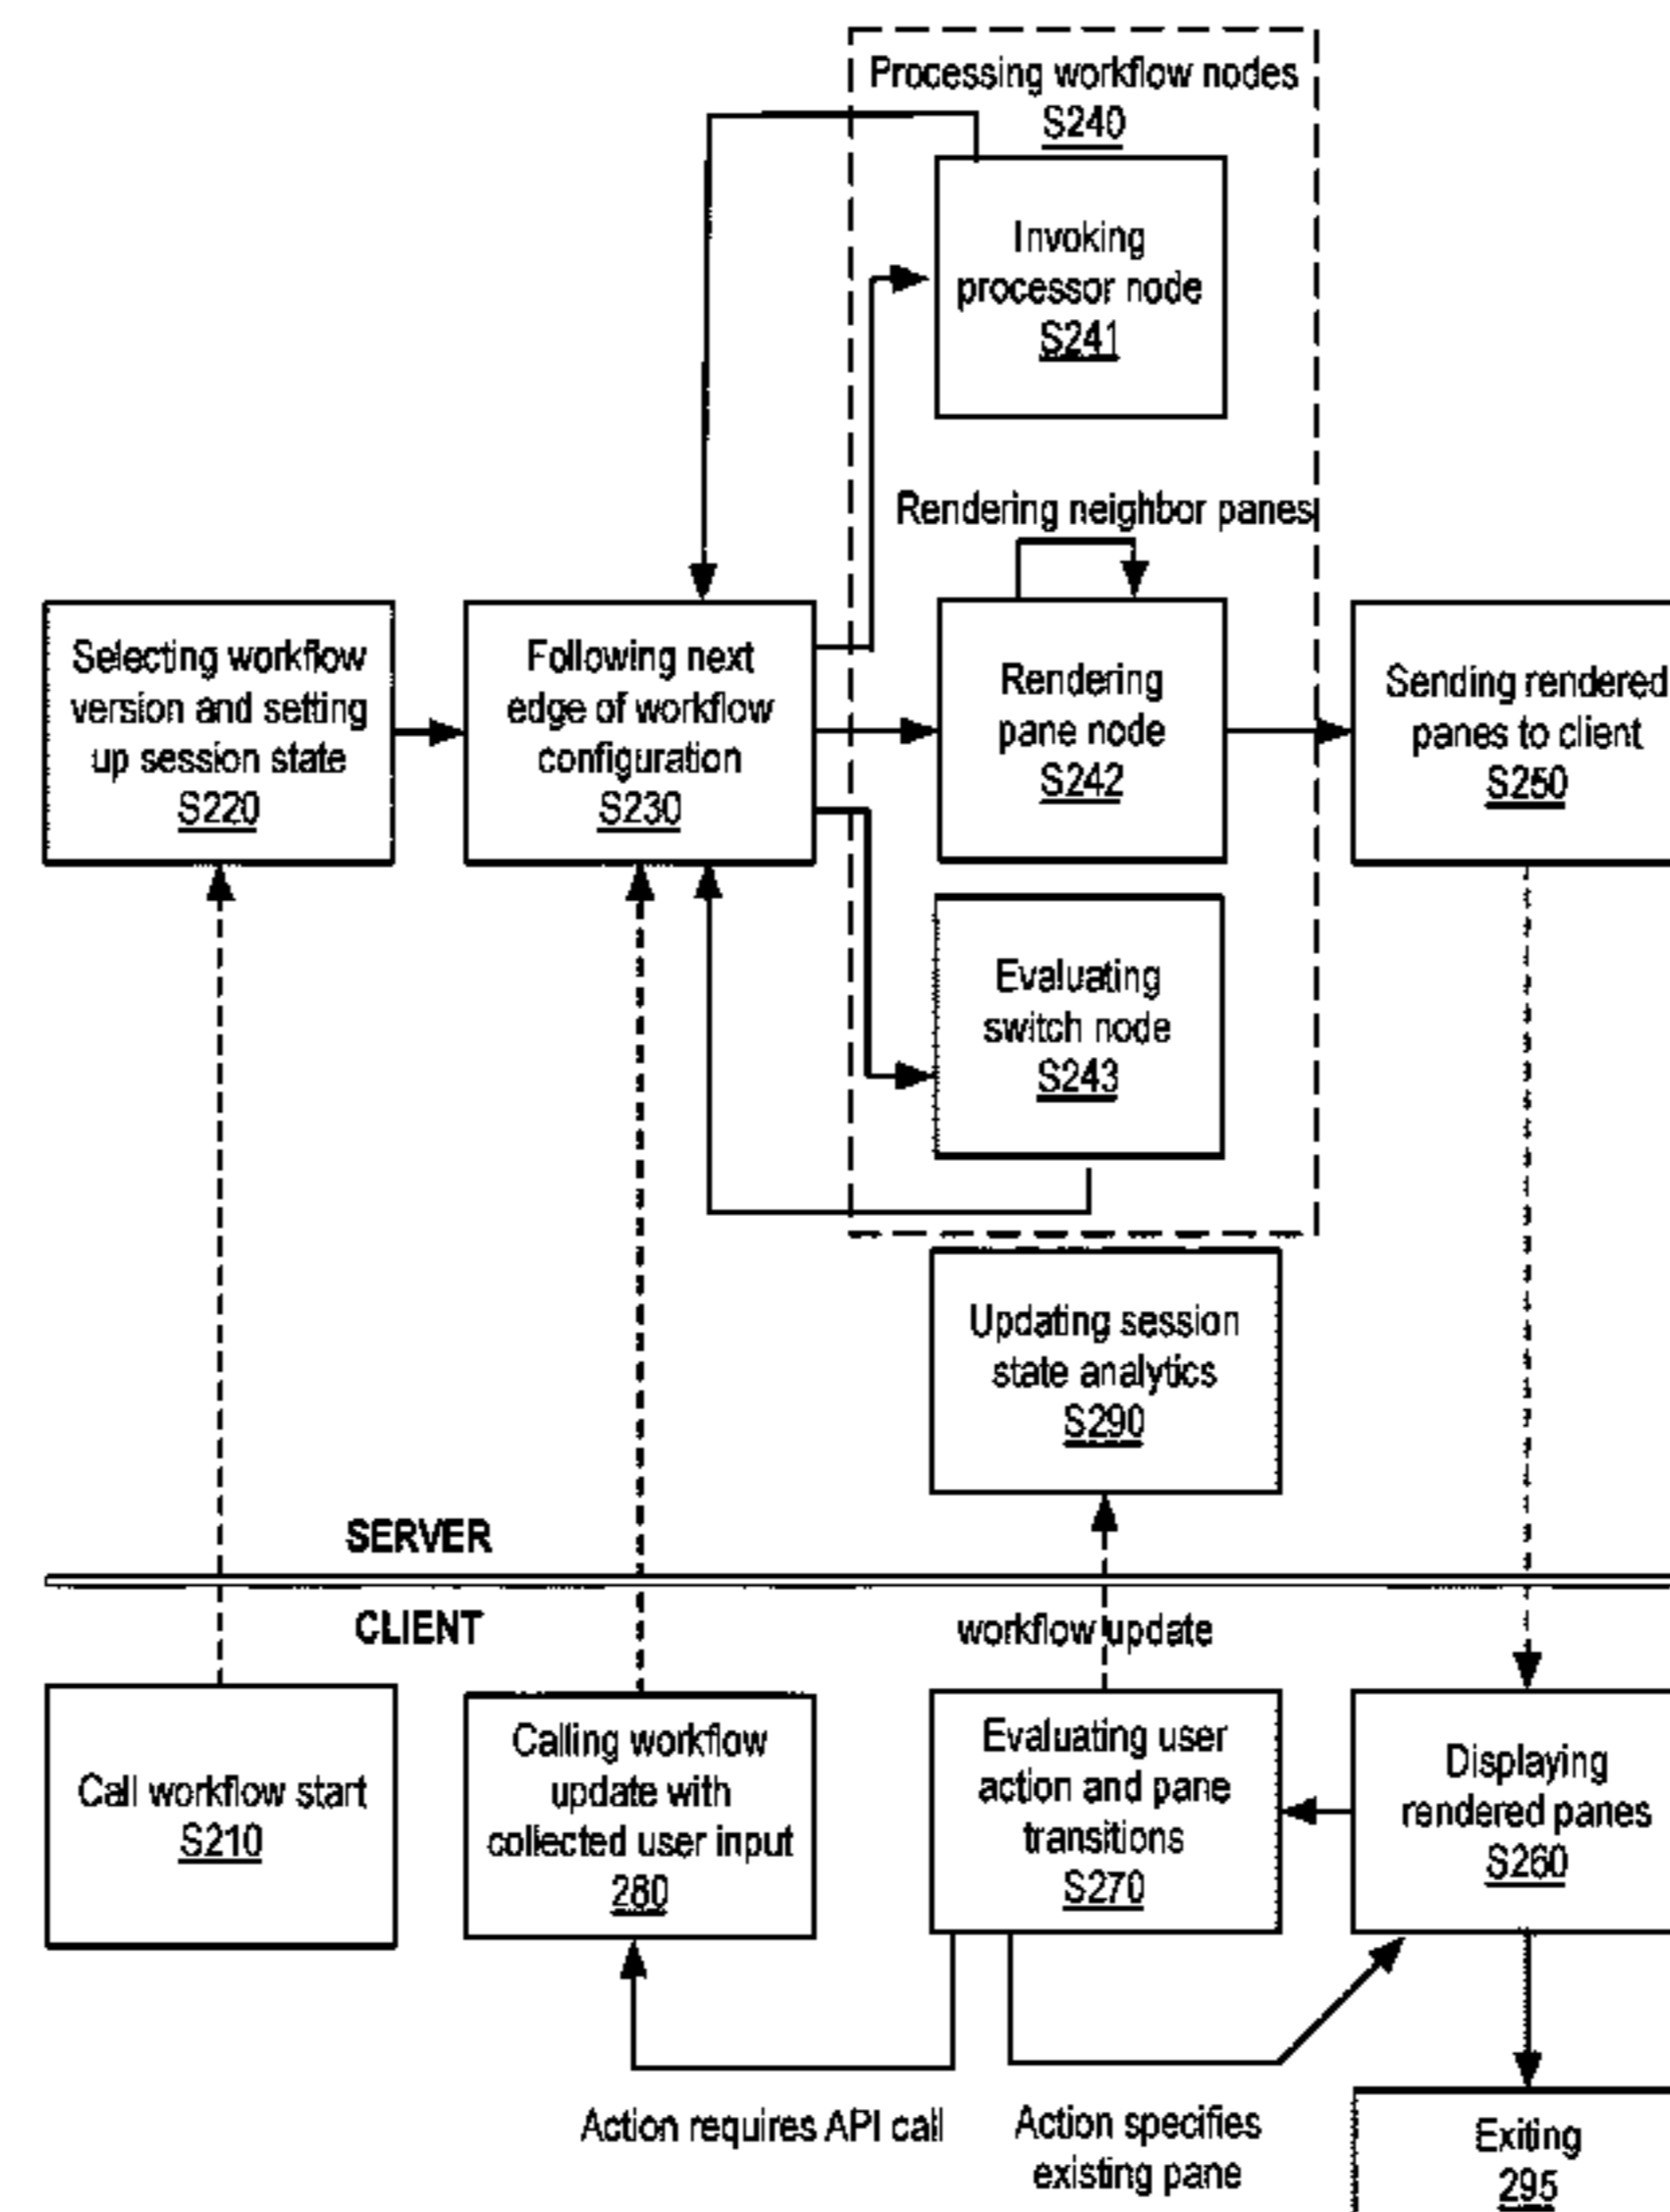 Processing workflow nodes
S240
Invoking
processor node
S241
Rendering neighbor panes
Selecting workflow
version and setting
up session state
S220
Following next
edge of workflow
configuration
S230
Rendering
pane node
S242
Sending rendered
panes to client
S250
Evaluating
switch node
S243
Updating session
state analytics
S290
SERVER
CLIENT
workflow update
Call workflow start
S210
Calling workflow
update with
collected user input
280
Evaluating user
action and pane
transitions
S270
Displaying
rendered panes
S260
Action requires API call
Action specifies
existing pane
Exiting
295